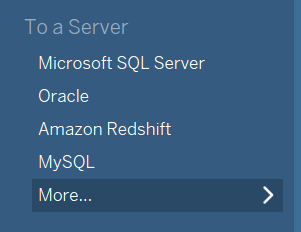 To a Server
Microsoft SQL Server
Oracle
Amazon Redshift
MySQL
More...